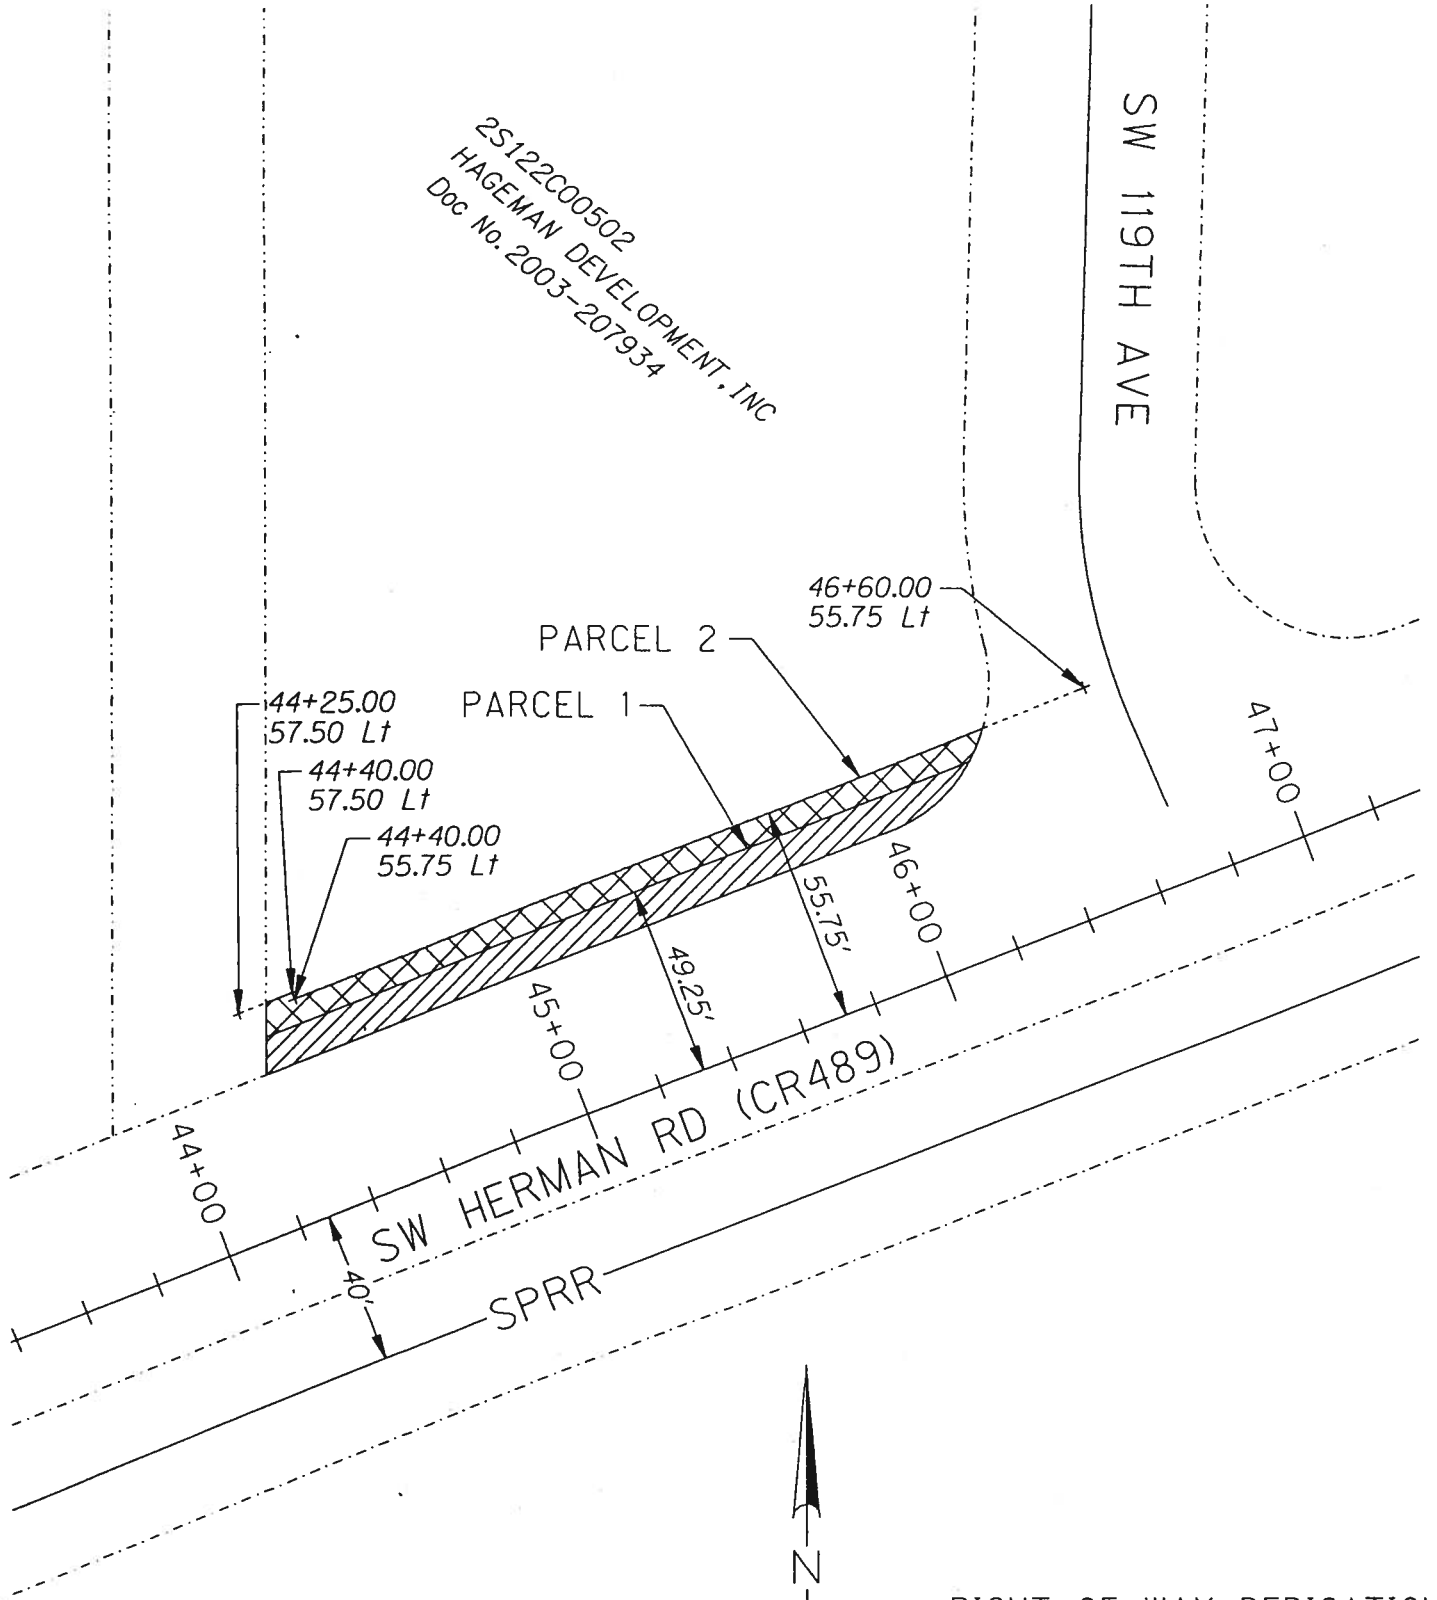 2S122C00502
HAGEMAN DEVELOPMENT, INC
Doc No. 2003-207934
SW 119TH AVE
46+60.00
55.75 Lt
PARCEL 2
PARCEL 1
44+25.00
57.50 Lt
44+40.00
57.50 Lt
44+40.00
55.75 Lt
47+00
46+00
55.75'
49.25'
45+00
44+00
SW HERMAN RD (CR489)
40'
SPRR
N